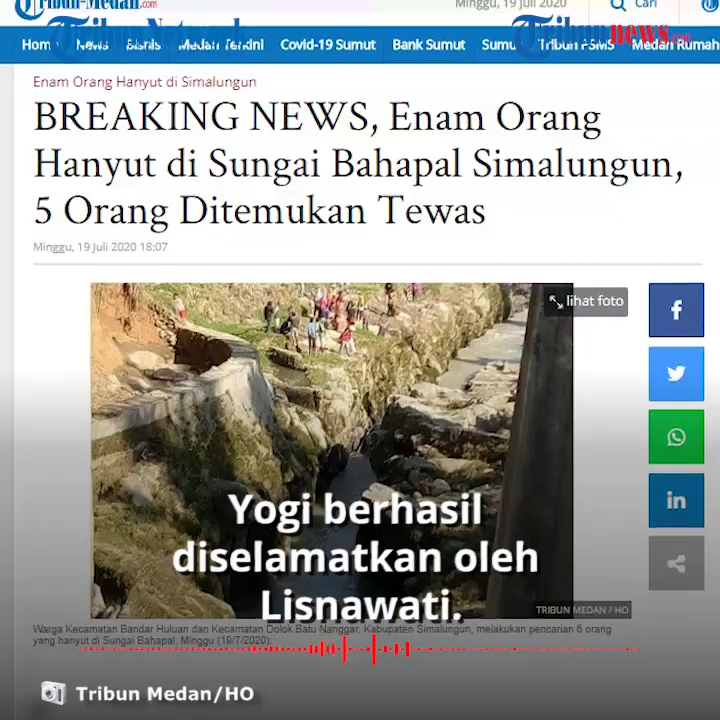 Tribun-Medan.com
Minggu, 19 Juli 2020
Cari
Tribun Network
Tribunnews.com
Home News Bisnis Medan Terkini Covid-19 Sumut Bank Sumut Tribun PSMS Medan Rumah
Enam Orang Hanyut di Simalungun
BREAKING NEWS, Enam Orang
Hanyut di Sungai Bahapal Simalungun,
5 Orang Ditemukan Tewas
Minggu, 19 Juli 2020 18:07
lihat foto
Yogi berhasil
diselamatkan oleh
Lisnawati.
TRIBUN MEDAN / HO
Warga Kecamatan Bandar Huluan dan Kecamatan Dolok Batu Nanggar, Kabupaten Simalungun, melakukan pencarian 6 orang
yang hanyut di Sungai Bahapal, Minggu (19/7/2020).
Tribun Medan/HO